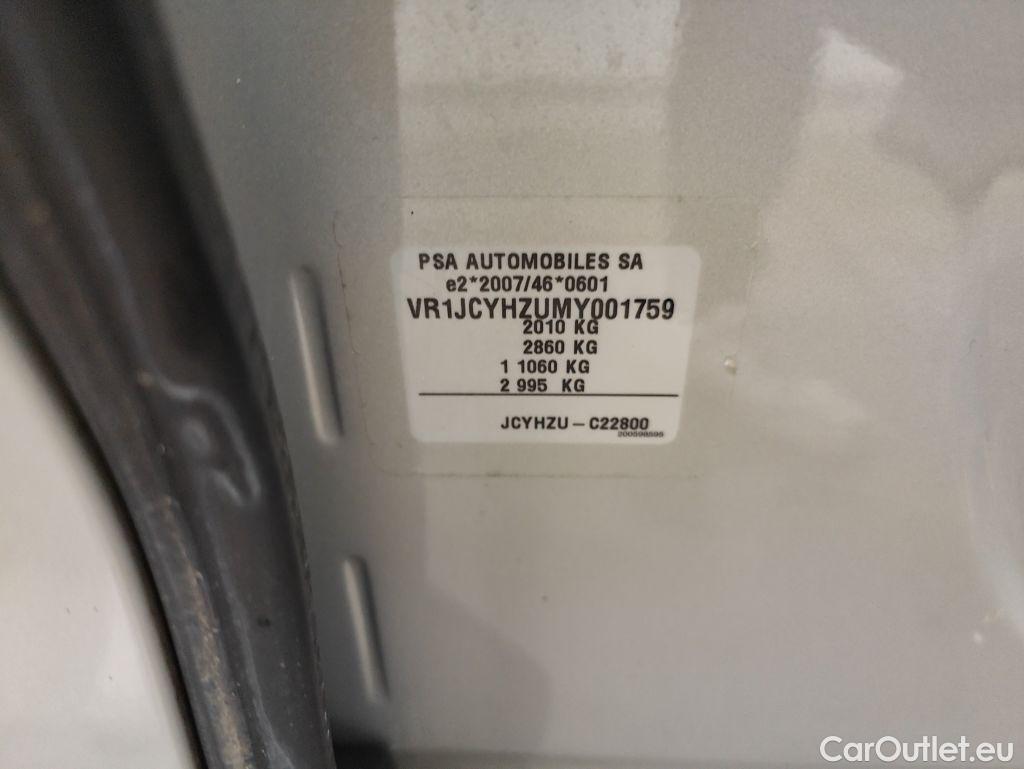 PSA AUTOMOBILES SA
e2*2007/46*0601
VR1JCYHZUMY001759
2010 KG
2860 KG
1 1060 KG
2 995 KG
JCYHZU – C22800
200598595
CarOutlet.eu